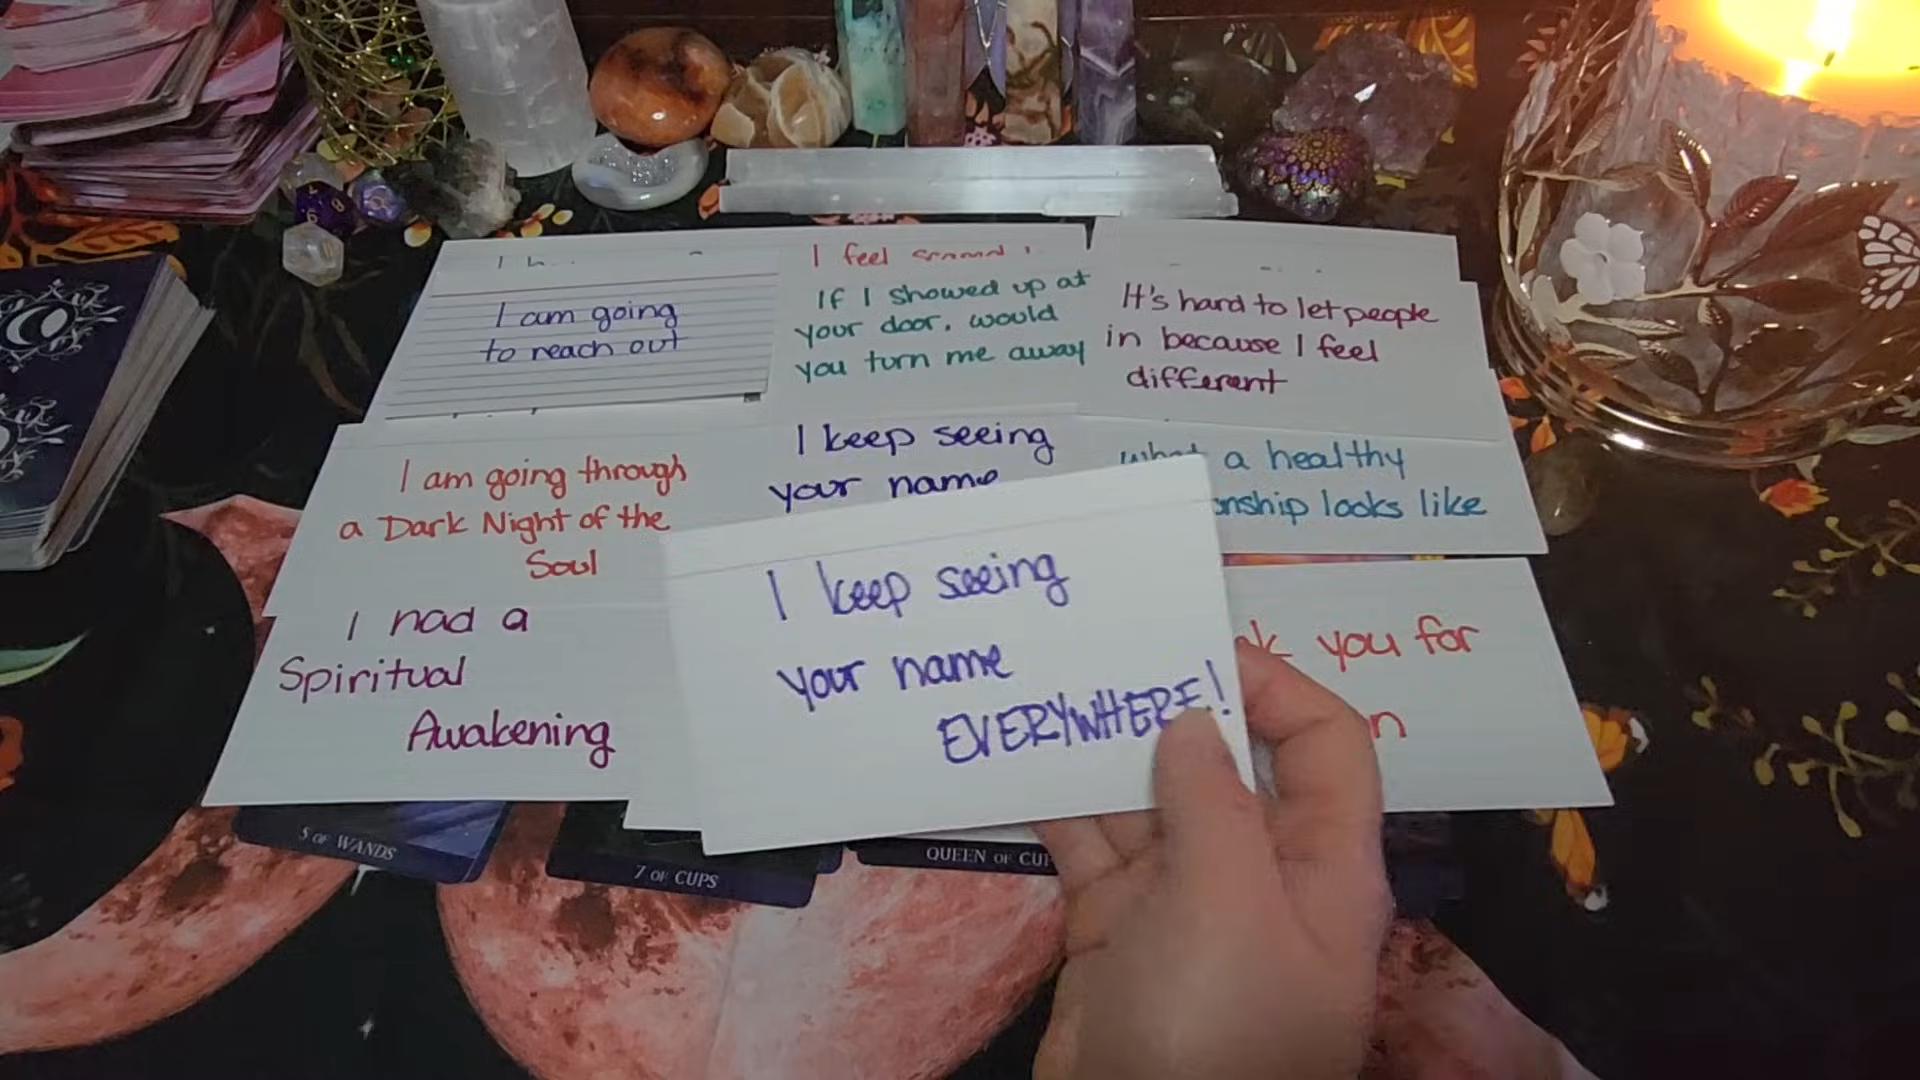 I feel
I am going
to reach out
If I showed up at
your door, would
you turn me away
It's hard to let people
in because I feel
different
I am going through
a Dark Night of the
Soul
I keep seeing
your name
a healthy
looks like
I had a
Spiritual
Awakening
I keep seeing
your name
EVERYWHERE!
you for
5 OF WANDS
7 OF CUPS
QUEEN OF